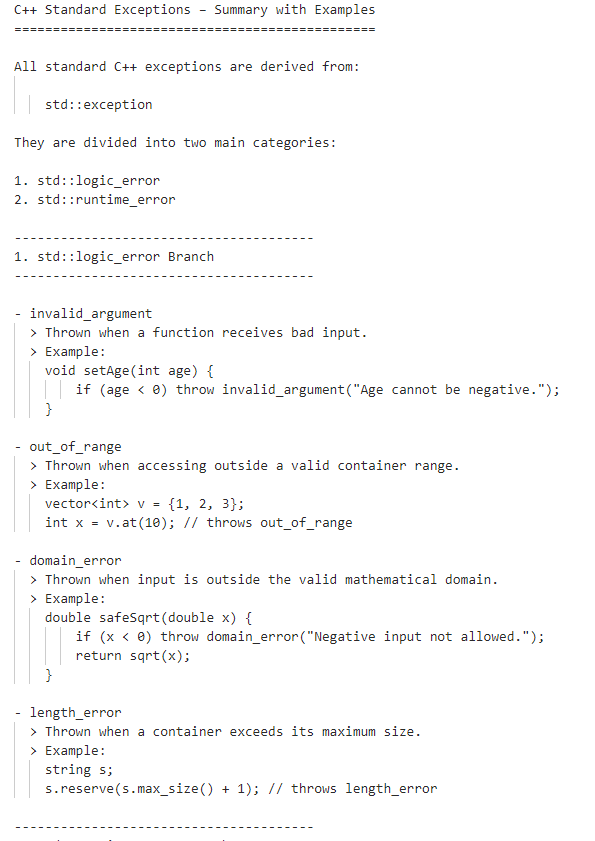 C++ Standard Exceptions – Summary with Examples
===============================================
All standard C++ exceptions are derived from:
std::exception
They are divided into two main categories:
1. std::logic_error
2. std::runtime_error
---------------------------------------
1. std::logic_error Branch
---------------------------------------
- invalid_argument
> Thrown when a function receives bad input.
> Example:
void setAge(int age) {
if (age < 0) throw invalid_argument("Age cannot be negative.");
}
- out_of_range
> Thrown when accessing outside a valid container range.
> Example:
vector<int> v = {1, 2, 3};
int x = v.at(10); // throws out_of_range
- domain_error
> Thrown when input is outside the valid mathematical domain.
> Example:
double safeSqrt(double x) {
if (x < 0) throw domain_error("Negative input not allowed.");
return sqrt(x);
}
- length_error
> Thrown when a container exceeds its maximum size.
> Example:
string s;
s.reserve(s.max_size() + 1); // throws length_error
---------------------------------------